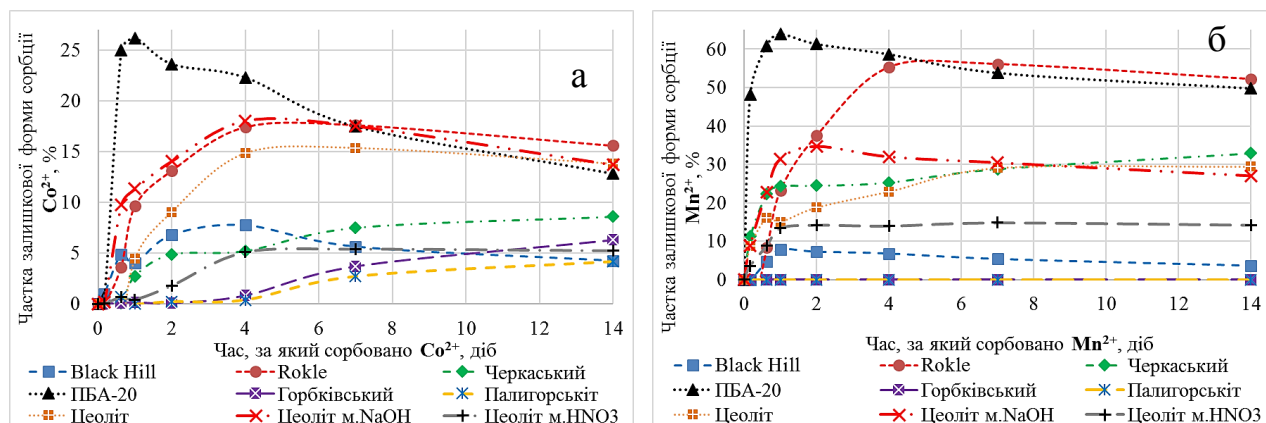 Частка залишкової форми сорбції
Co²⁺, %
25
20
15
10
5
0
а
0 2 4 6 8 10 12 14
Час, за який сорбовано Co²⁺, діб
Black Hill Rokle Черкаський
ПБА-20 Горбківський Палигорськіт
Цеоліт Цеоліт м.NaOH Цеоліт м.HNO3
Частка залишкової форми сорбції
Mn²⁺, %
60
50
40
30
20
10
0
б
0 2 4 6 8 10 12 14
Час, за який сорбовано Mn²⁺, діб
Black Hill Rokle Черкаський
ПБА-20 Горбківський Палигорськіт
Цеоліт Цеоліт м.NaOH Цеоліт м.HNO3